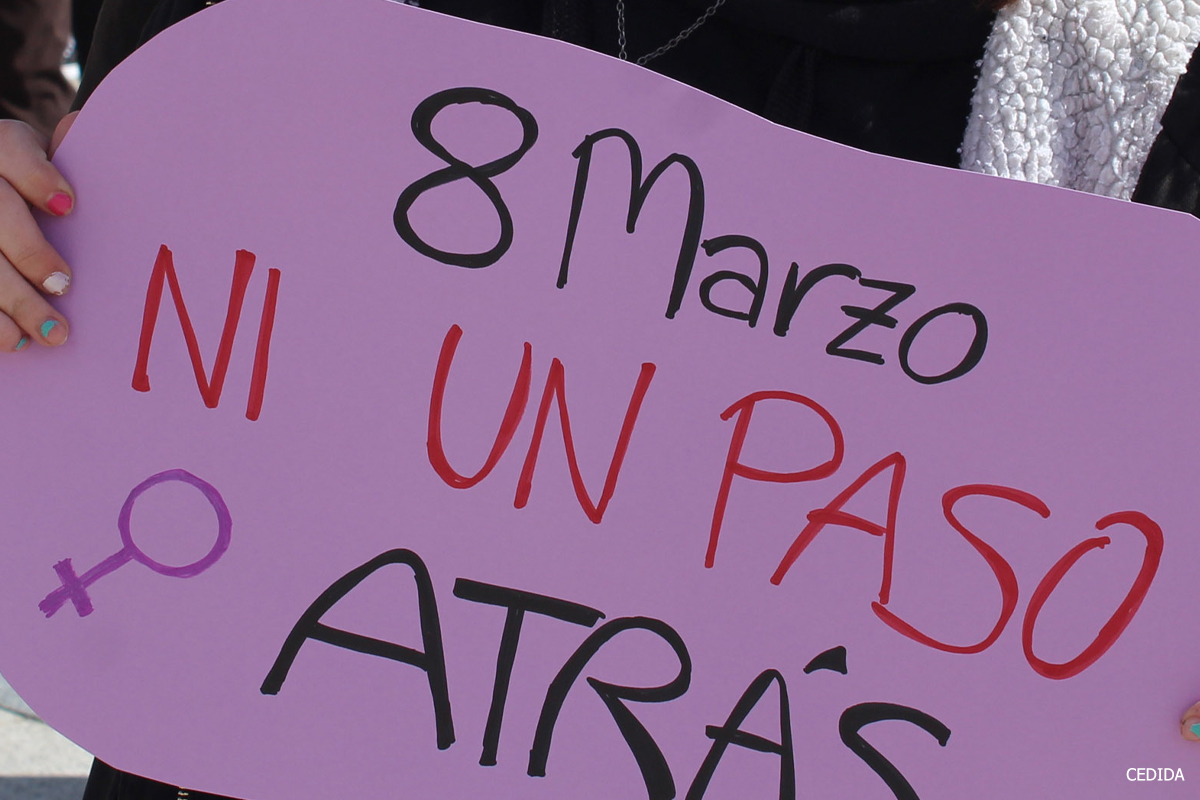 8 Marzo
NI UN PASO
ATRÁS
CEDIDA